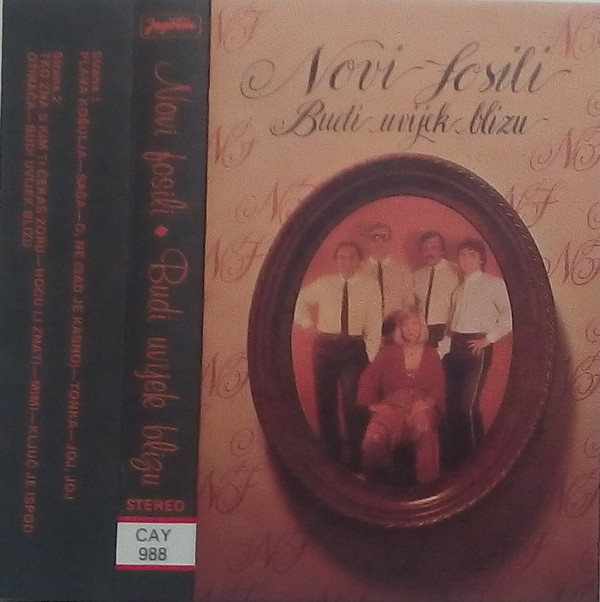 Strana 1
PLAVA KOŠULJA—SAŠA—O, NE (SAD JE KASNO)—TONKA—JOJ, JOJ
Strana 2
TKO ZNA S KIM TI ČEKAŠ ZORU—HOĆU LI ZNATI—MIMI—KLJUČ JE ISPOD
OTIRAČA—BUDI UVIJEK BLIZU
Jugoton
Novi fosili ♦ Budi uvijek blizu
STEREO
CAY
988
Novi fosili
Budi uvijek blizu